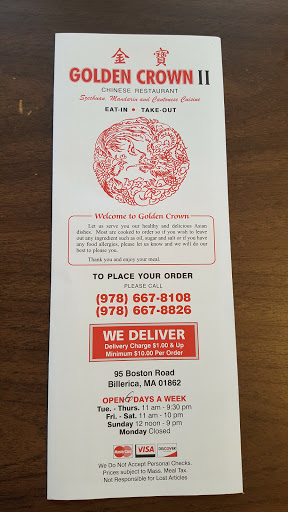 金寶
GOLDEN CROWN II
CHINESE RESTAURANT
Szechuan, Mandarin and Cantonese Cuisine
EAT-IN • TAKE-OUT
Welcome to Golden Crown
Let us serve you our healthy and delicious Asian
dishes. Most are cooked to order so if you wish to leave
out any ingredient such as oil, sugar and salt or if you have
any food allergies, please let us know and we will do our
best to please you.
Thank you and enjoy your meal.
TO PLACE YOUR ORDER
PLEASE CALL
(978) 667-8108
(978) 667-8826
WE DELIVER
Delivery Charge $1.00 & Up
Minimum $10.00 Per Order
95 Boston Road
Billerica, MA 01862
OPEN 6 DAYS A WEEK
Tue. - Thurs. 11 am - 9:30 pm
Fri. - Sat. 11 am - 10 pm
Sunday 12 noon - 9 pm
Monday Closed
MasterCard VISA DISCOVER
We Do Not Accept Personal Checks.
Prices subject to Mass. Meal Tax.
Not Responsible for Lost Articles